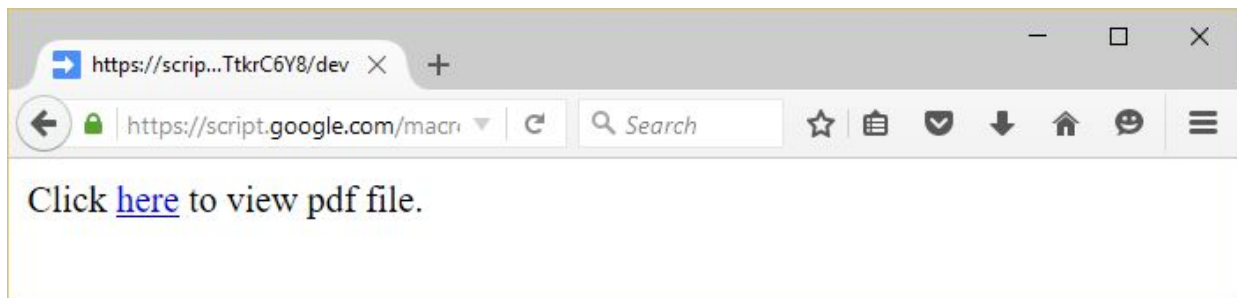 https://scrip...TtkrC6Y8/dev
https://script.google.com/macr
Search
Click here to view pdf file.